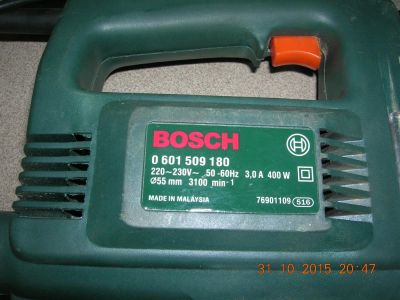 BOSCH
0 601 509 180
220~230V~ 50-60Hz 3,0 A 400 W
Ø55 mm 3100 min-1
MADE IN MALAYSIA 76901109 516
31.10.2015 20:47